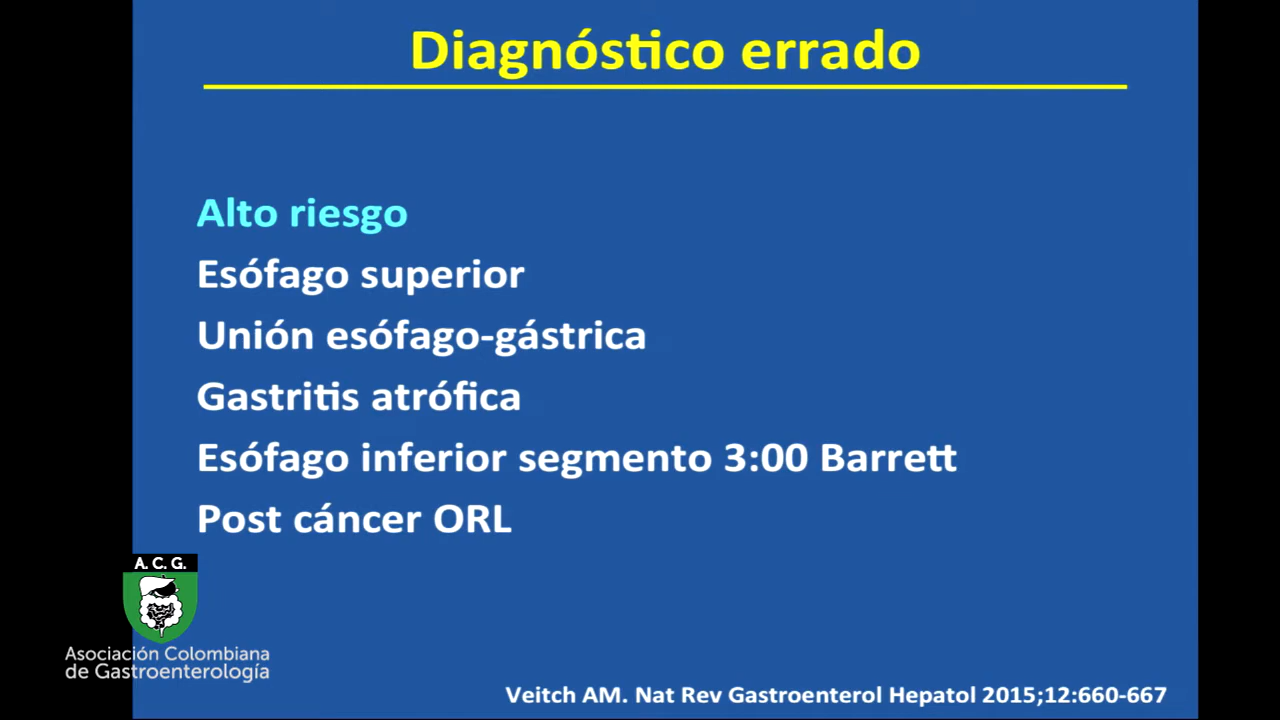 Diagnóstico errado
Alto riesgo
Esófago superior
Unión esófago-gástrica
Gastritis atrófica
Esófago inferior segmento 3:00 Barrett
Post cáncer ORL
A. C. G.
Asociación Colombiana
de Gastroenterología
Veitch AM. Nat Rev Gastroenterol Hepatol 2015;12:660-667